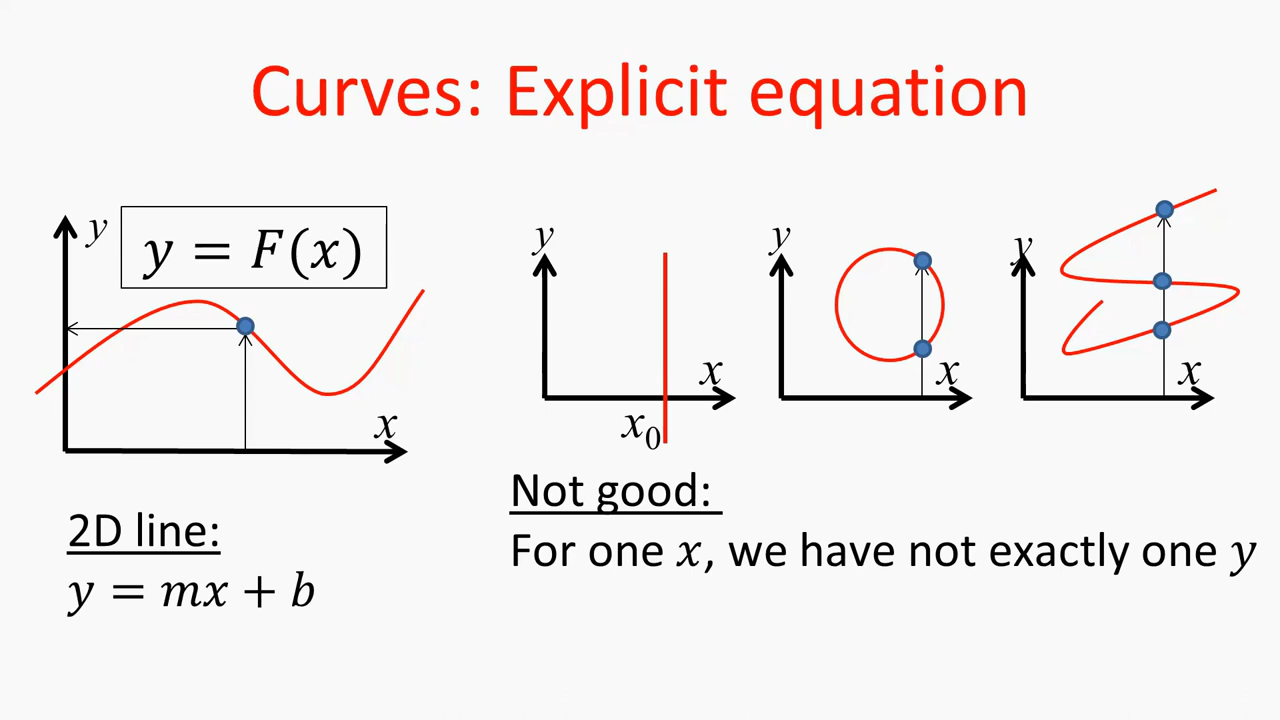 Curves: Explicit equation
y
y = F(x)
x
2D line:
y = mx + b
y
x
x₀
y
x
y
x
Not good:
For one x, we have not exactly one y